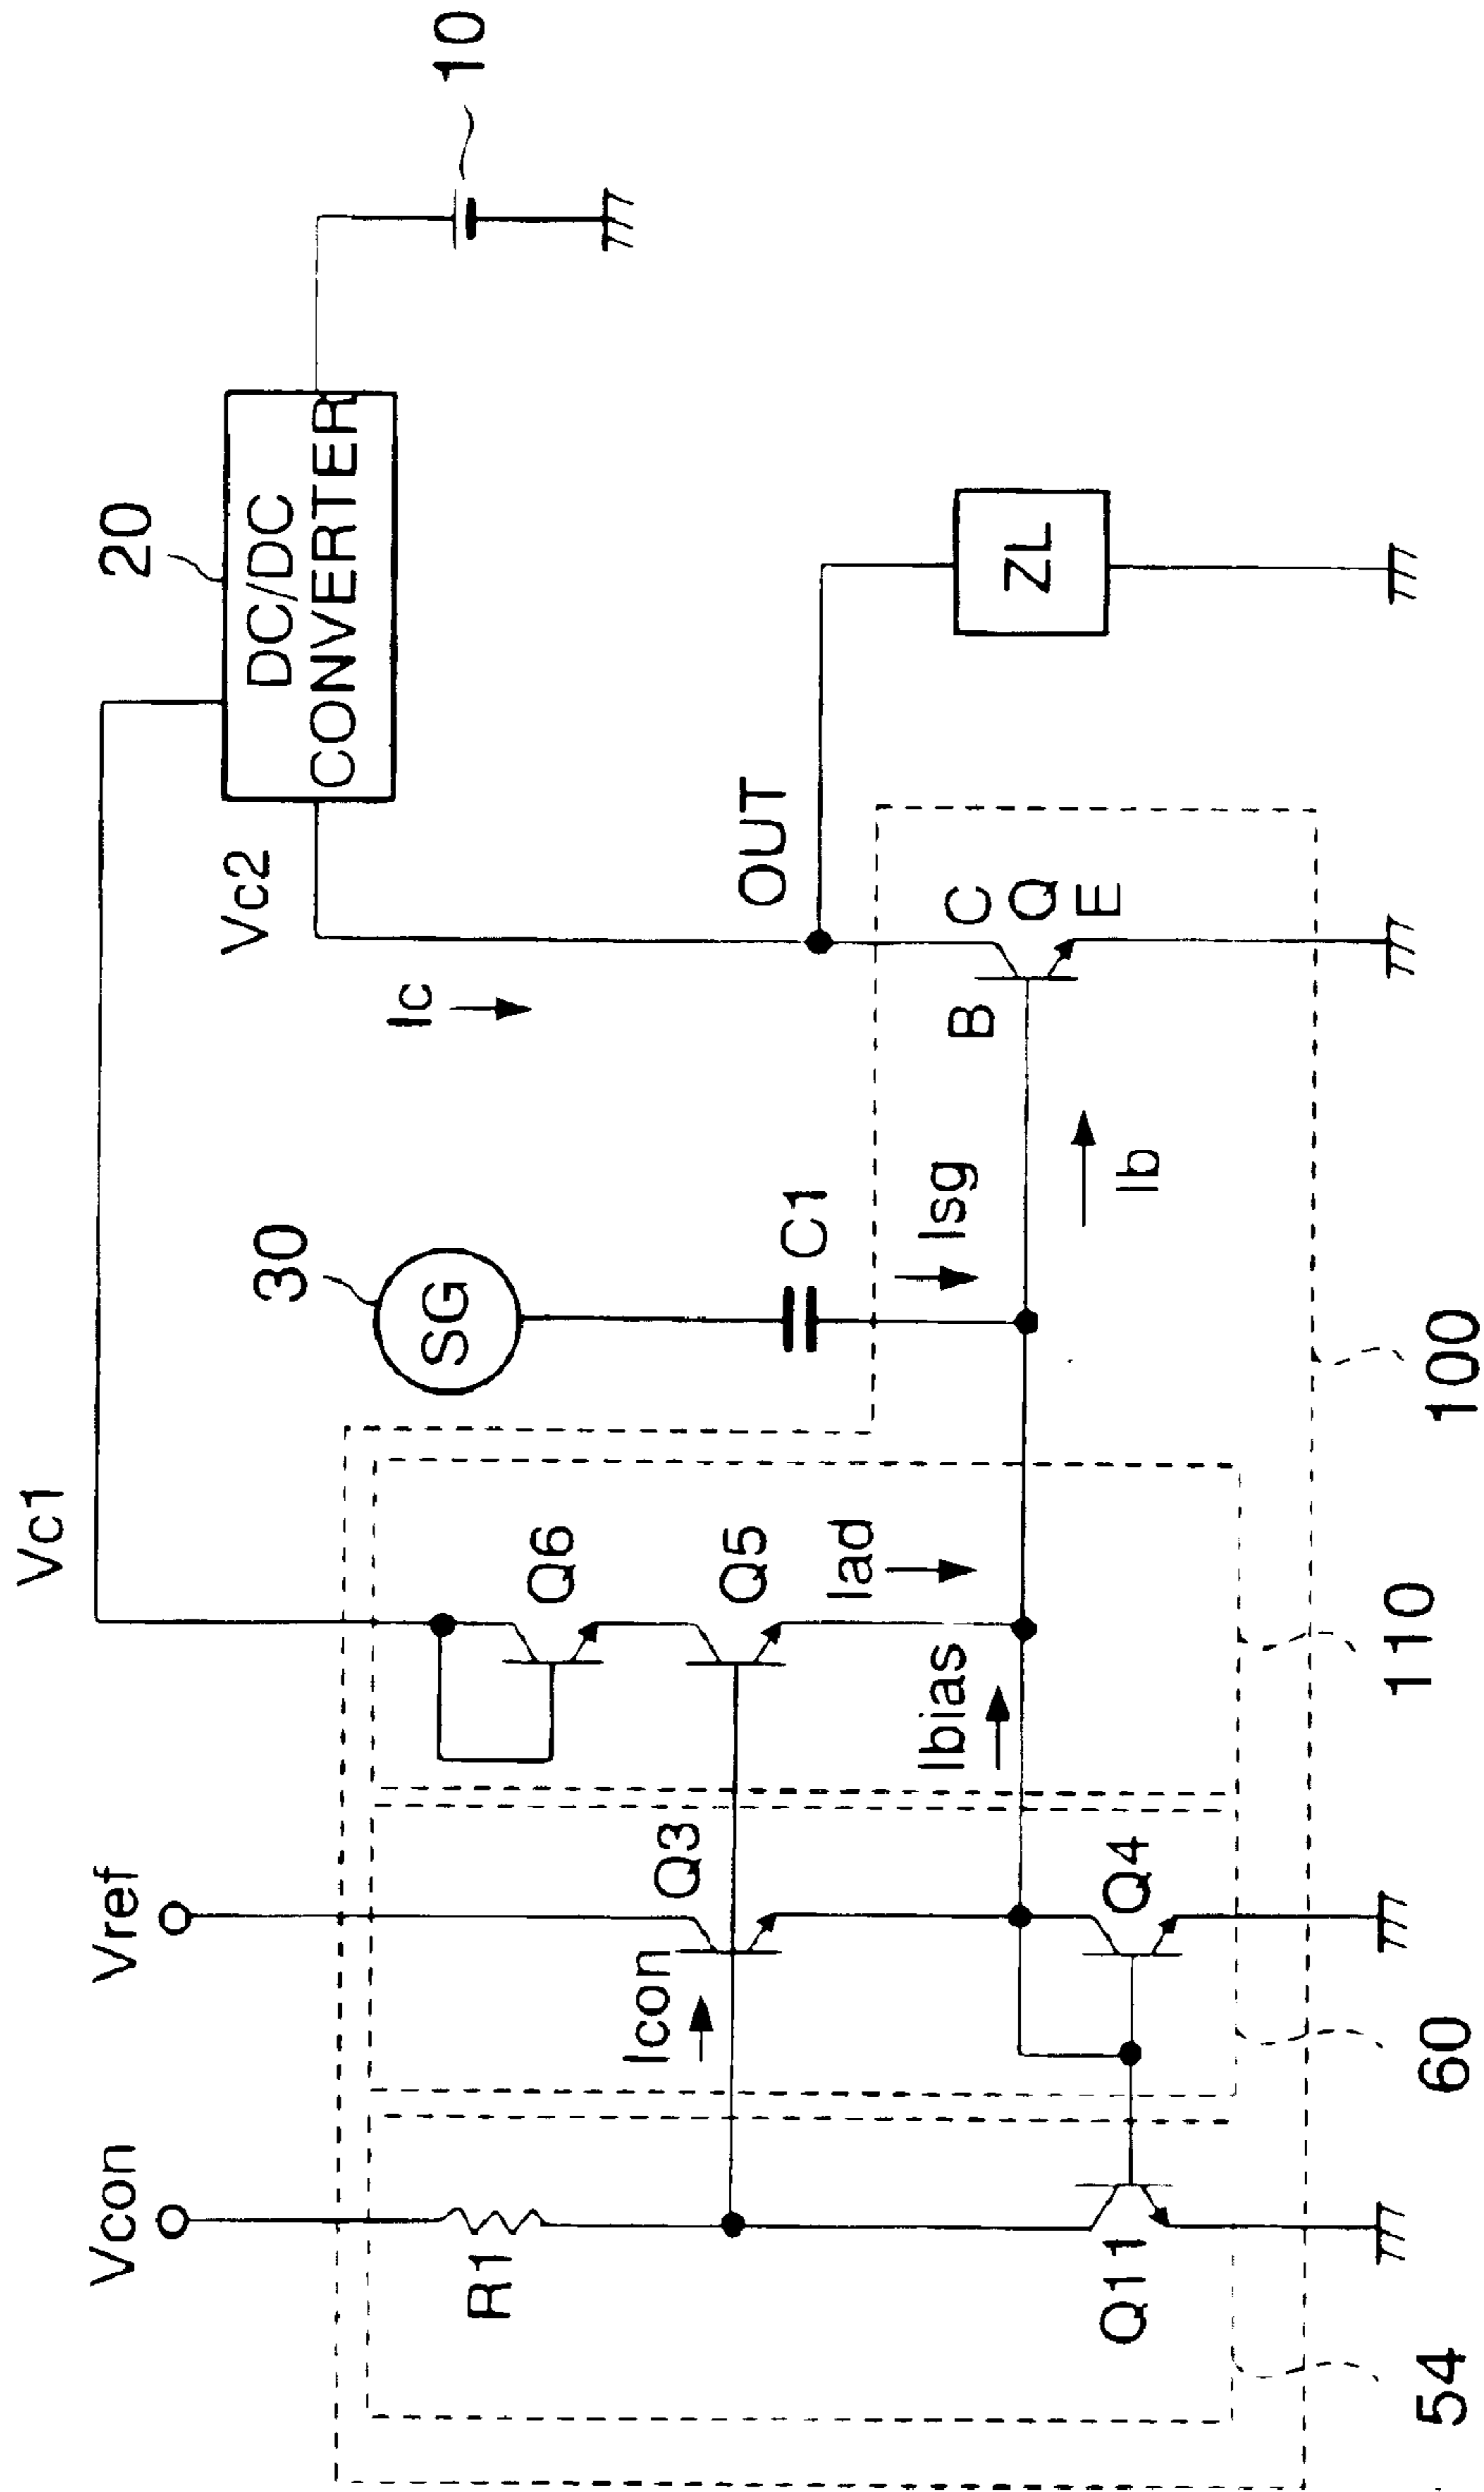 Vcon
Vref
Vc1
20
10
DC/DC
CONVERTER
Vc2
30
SG
Ic
R1
Icon
Q3
Q6
Q5
Iad
C1
OUT
Isg
Ibias
B
C
Q
E
ZL
Ib
Q11
Q4
54
60
110
100